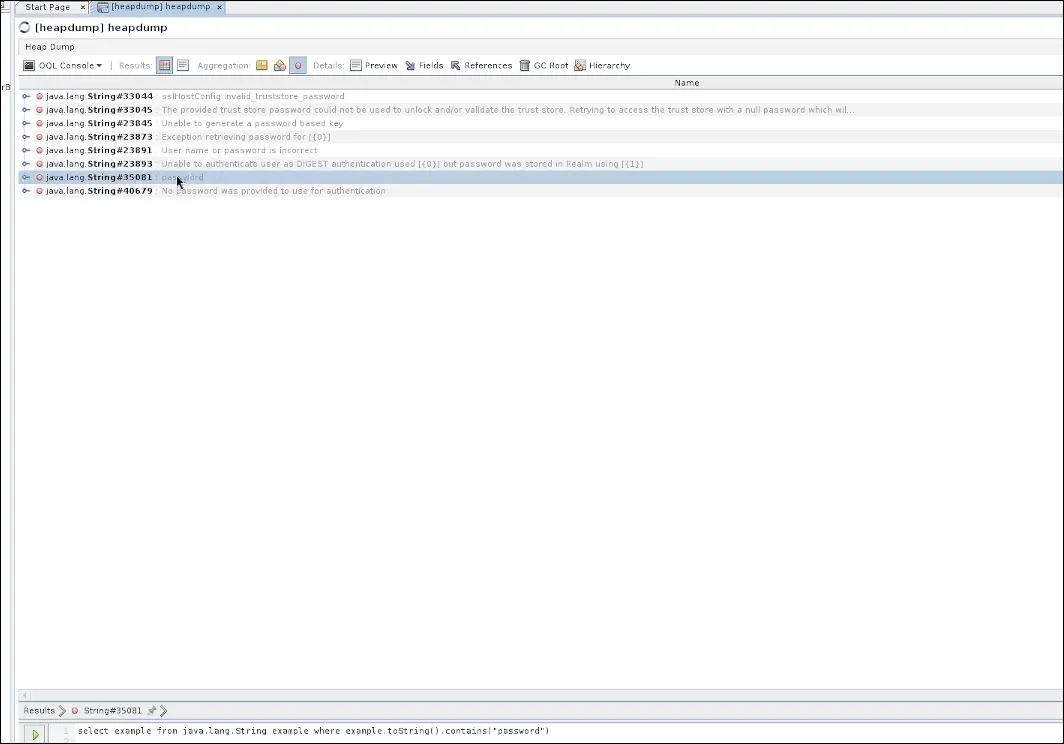 Start Page × [heapdump] heapdump ×
[heapdump] heapdump
Heap Dump
OQL Console Results: Aggregation: Details: Preview Fields References GC Root Hierarchy
Name
java.lang.String#33044 : sslHostConfig invalid_truststore_password
java.lang.String#33045 : The provided trust store password could not be used to unlock and/or validate the trust store. Retrying to access the trust store with a null password which wil...
java.lang.String#23845 : Unable to generate a password based key
java.lang.String#23873 : Exception retrieving password for [{0}]
java.lang.String#23891 : User name or password is incorrect
java.lang.String#23893 : Unable to authenticate user as DIGEST authentication used [{0}] but password was stored in Realm using [{1}]
java.lang.String#35081 : password
java.lang.String#40679 : No password was provided to use for authentication
Results String#35081
1 select example from java.lang.String example where example.toString().contains("password")